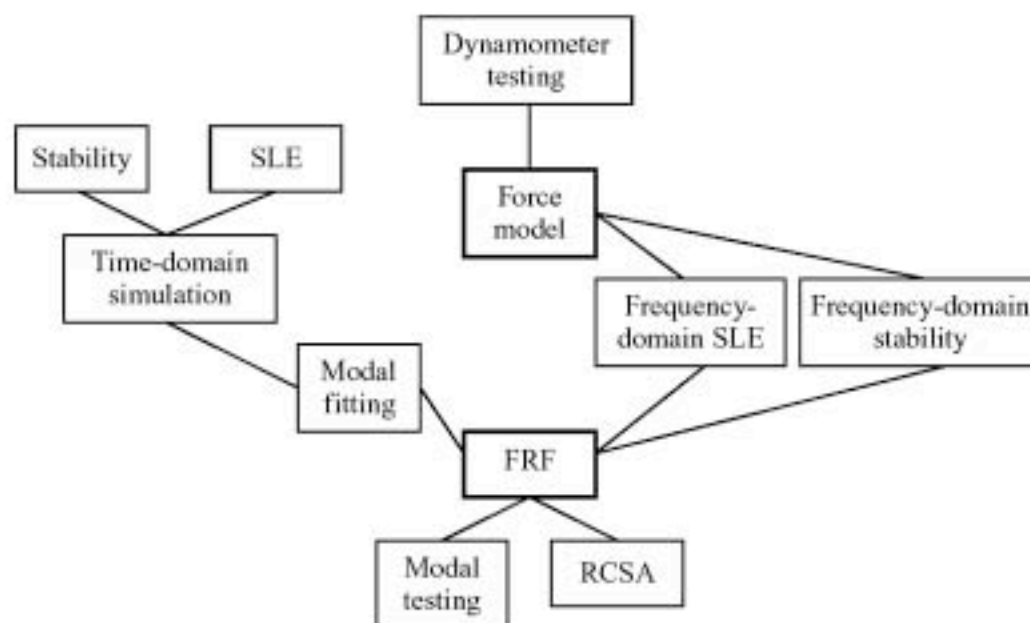 Dynamometer
testing
Stability
SLE
Force
model
Time-domain
simulation
Frequency-
domain SLE
Frequency-domain
stability
Modal
fitting
FRF
Modal
testing
RCSA